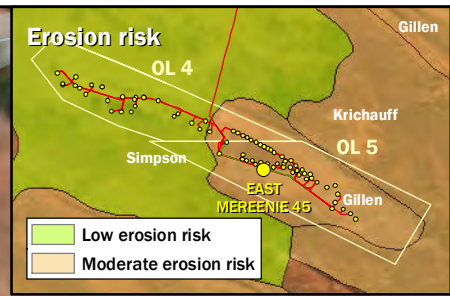 Erosion risk
Gillen
OL 4
Krichauff
OL 5
Simpson
EAST
MEREENIE 45
Gillen
Low erosion risk
Moderate erosion risk